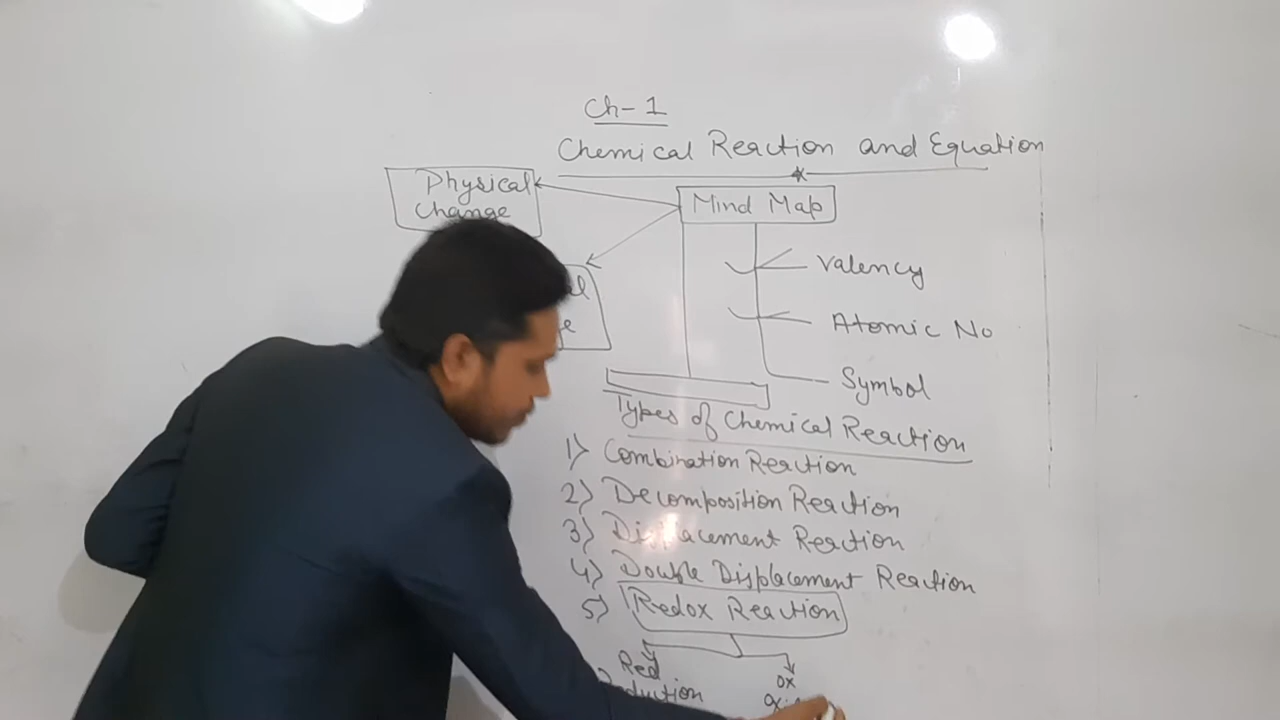 Ch-1
Chemical Reaction and Equation
Physical
Change
Mind Map
Valency
Atomic No
Symbol
Types of Chemical Reaction
1) Combination Reaction
2) Decomposition Reaction
3) Displacement Reaction
4) Double Displacement Reaction
5) Redox Reaction
Red
OX